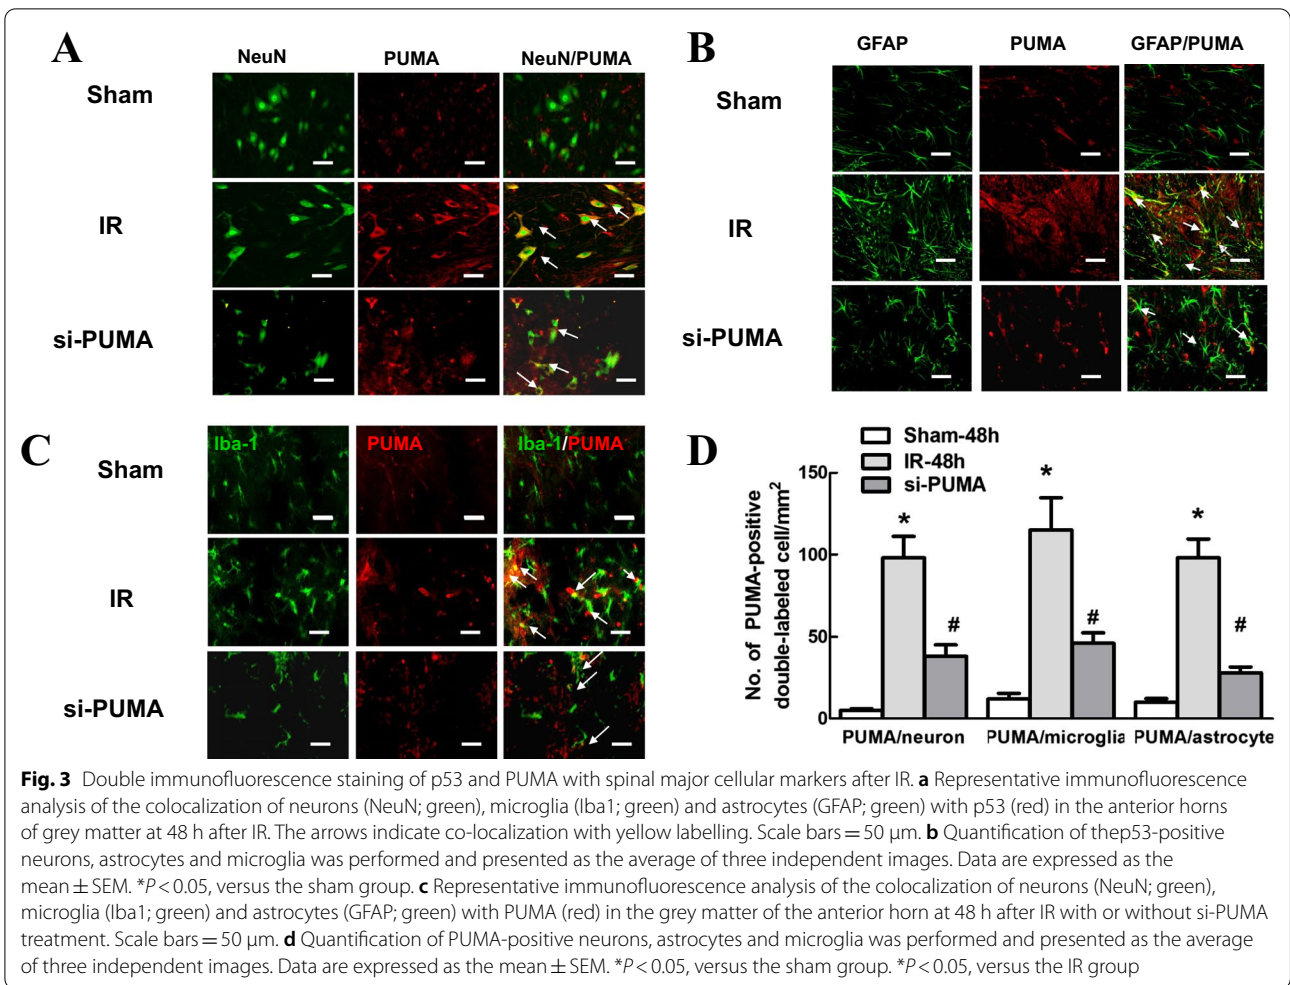 A
NeuN PUMA NeuN/PUMA
Sham
IR
si-PUMA
B
GFAP PUMA GFAP/PUMA
Sham
IR
si-PUMA
C
Iba-1 PUMA Iba-1/PUMA
Sham
IR
si-PUMA
D
Sham-48h
IR-48h
si-PUMA
No. of PUMA-positive
double-labeled cell/mm2
150
100
50
0
* * *
# # #
PUMA/neuron PUMA/microglia PUMA/astrocyte
Fig. 3 Double immunofluorescence staining of p53 and PUMA with spinal major cellular markers after IR. a Representative immunofluorescence
analysis of the colocalization of neurons (NeuN; green), microglia (Iba1; green) and astrocytes (GFAP; green) with p53 (red) in the anterior horns
of grey matter at 48 h after IR. The arrows indicate co-localization with yellow labelling. Scale bars = 50 μm. b Quantification of thep53-positive
neurons, astrocytes and microglia was performed and presented as the average of three independent images. Data are expressed as the
mean ± SEM. *P < 0.05, versus the sham group. c Representative immunofluorescence analysis of the colocalization of neurons (NeuN; green),
microglia (Iba1; green) and astrocytes (GFAP; green) with PUMA (red) in the grey matter of the anterior horn at 48 h after IR with or without si-PUMA
treatment. Scale bars = 50 μm. d Quantification of PUMA-positive neurons, astrocytes and microglia was performed and presented as the average
of three independent images. Data are expressed as the mean ± SEM. *P < 0.05, versus the sham group. *P < 0.05, versus the IR group